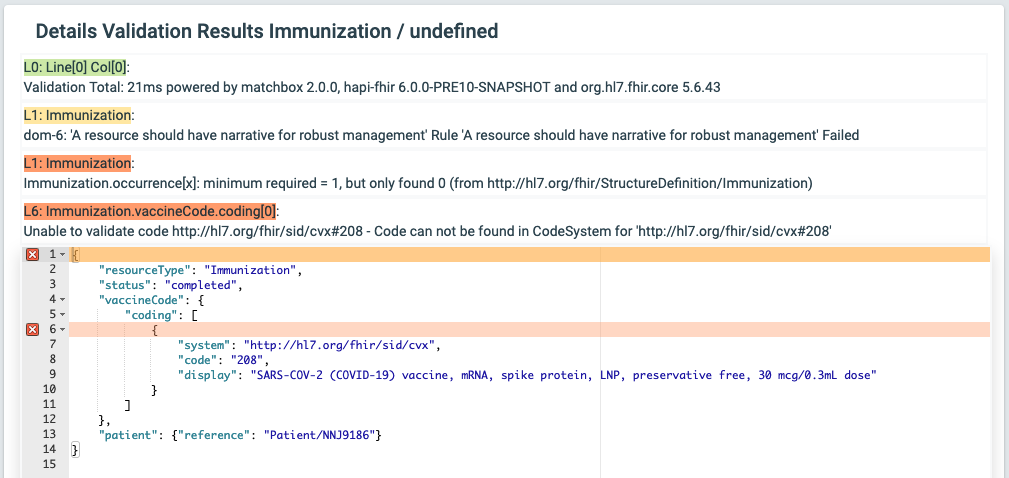 Details Validation Results Immunization / undefined
L0: Line[0] Col[0]:
Validation Total: 21ms powered by matchbox 2.0.0, hapi-fhir 6.0.0-PRE10-SNAPSHOT and org.hl7.fhir.core 5.6.43
L1: Immunization:
dom-6: 'A resource should have narrative for robust management' Rule 'A resource should have narrative for robust management' Failed
L1: Immunization:
Immunization.occurrence[x]: minimum required = 1, but only found 0 (from http://hl7.org/fhir/StructureDefinition/Immunization)
L6: Immunization.vaccineCode.coding[0]:
Unable to validate code http://hl7.org/fhir/sid/cvx#208 - Code can not be found in CodeSystem for 'http://hl7.org/fhir/sid/cvx#208'
1 {
2 "resourceType": "Immunization",
3 "status": "completed",
4 "vaccineCode": {
5 "coding": [
6 {
7 "system": "http://hl7.org/fhir/sid/cvx",
8 "code": "208",
9 "display": "SARS-COV-2 (COVID-19) vaccine, mRNA, spike protein, LNP, preservative free, 30 mcg/0.3mL dose"
10 }
11 ]
12 },
13 "patient": {"reference": "Patient/NNJ9186"}
14 }
15